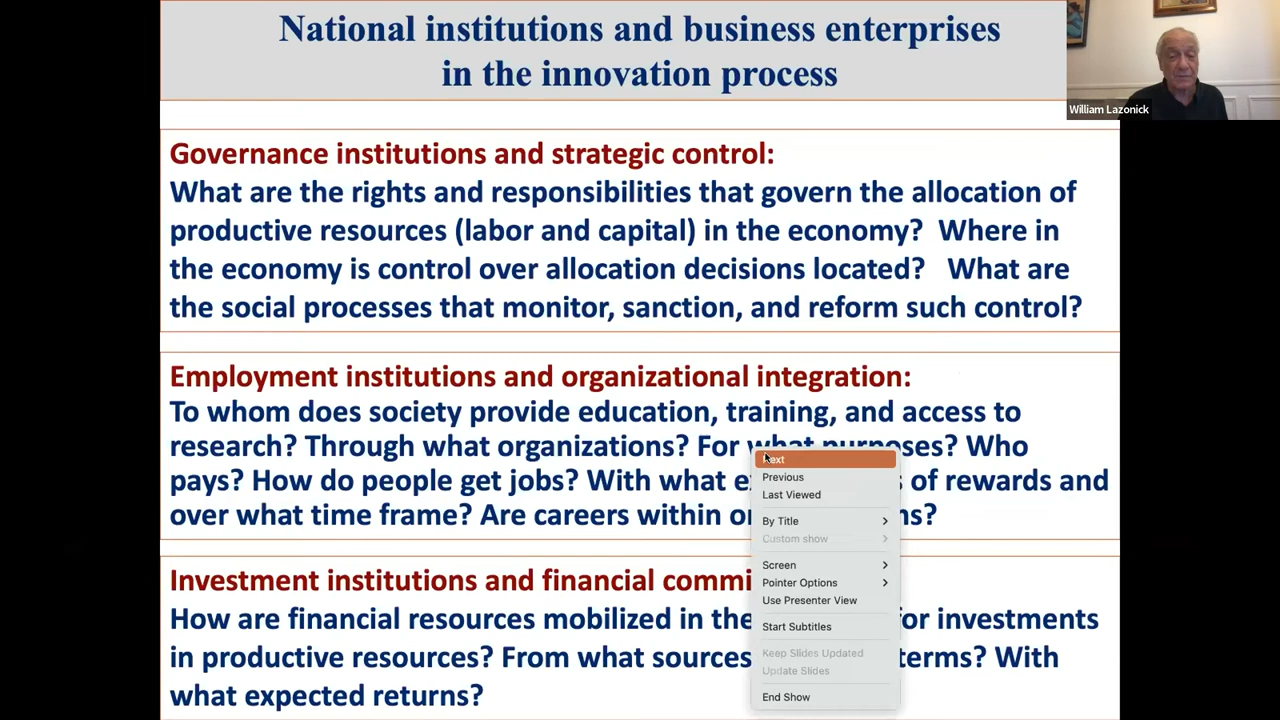 National institutions and business enterprises
in the innovation process
William Lazonick
Governance institutions and strategic control:
What are the rights and responsibilities that govern the allocation of
productive resources (labor and capital) in the economy? Where in
the economy is control over allocation decisions located? What are
the social processes that monitor, sanction, and reform such control?
Employment institutions and organizational integration:
To whom does society provide education, training, and access to
research? Through what organizations? For what purposes? Who
pays? How do people get jobs? With what of rewards and
over what time frame? Are careers within
Investment institutions and financial
How are financial resources mobilized in the for investments
in productive resources? From what sources terms? With
what expected returns?
Next
Previous
Last Viewed
By Title
Custom show
Screen
Pointer Options
Use Presenter View
Start Subtitles
Keep Slides Updated
Update Slides
End Show